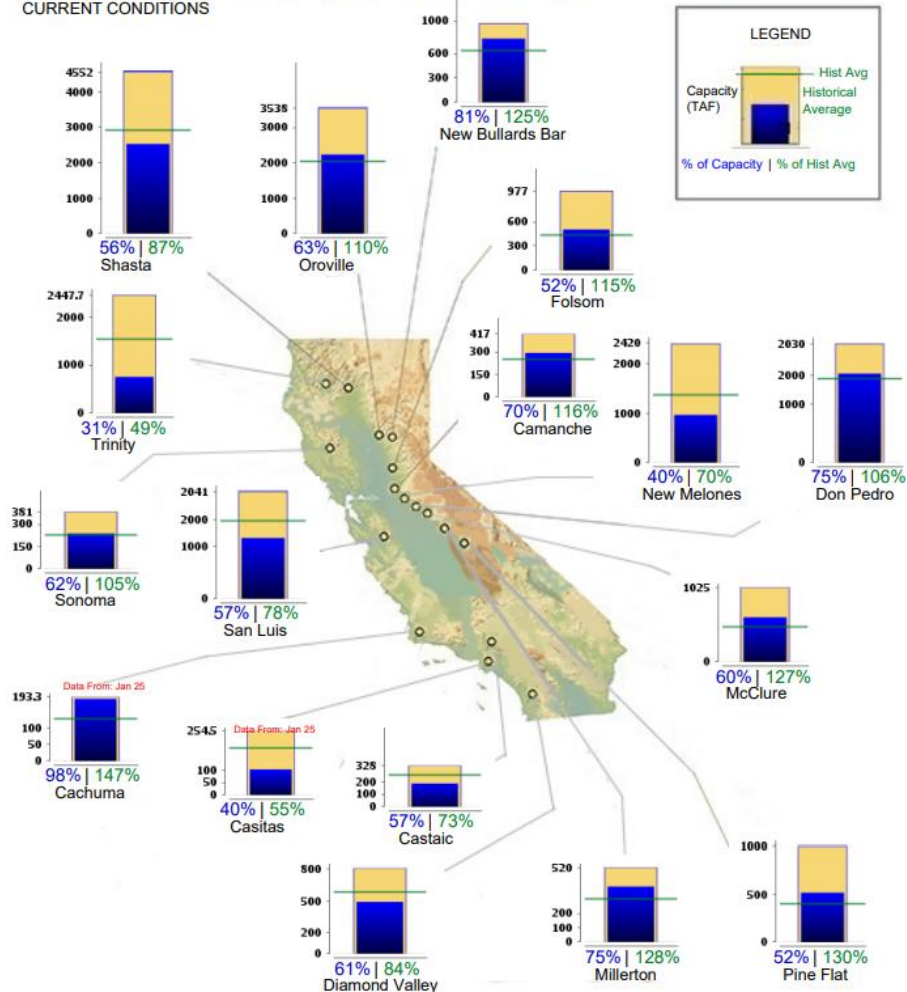 CURRENT CONDITIONS
LEGEND
Hist Avg
Capacity
(TAF)
Historical
Average
% of Capacity | % of Hist Avg
1000
600
300
0
81% | 125%
New Bullards Bar
4552
4000
3000
2000
1000
0
56% | 87%
Shasta
3538
3000
2000
1000
0
63% | 110%
Oroville
977
600
300
0
52% | 115%
Folsom
2447.7
2000
1000
0
31% | 49%
Trinity
417
300
150
0
70% | 116%
Camanche
2420
2000
1000
0
40% | 70%
New Melones
2030
2000
1000
0
75% | 106%
Don Pedro
381
300
150
0
62% | 105%
Sonoma
2041
2000
1000
0
57% | 78%
San Luis
1025
0
60% | 127%
McClure
Data From: Jan 25
193.3
100
50
0
98% | 147%
Cachuma
Data From: Jan 25
254.5
100
50
0
40% | 55%
Casitas
328
200
100
0
57% | 73%
Castaic
800
500
200
0
61% | 84%
Diamond Valley
520
200
100
0
75% | 128%
Millerton
1000
500
0
52% | 130%
Pine Flat